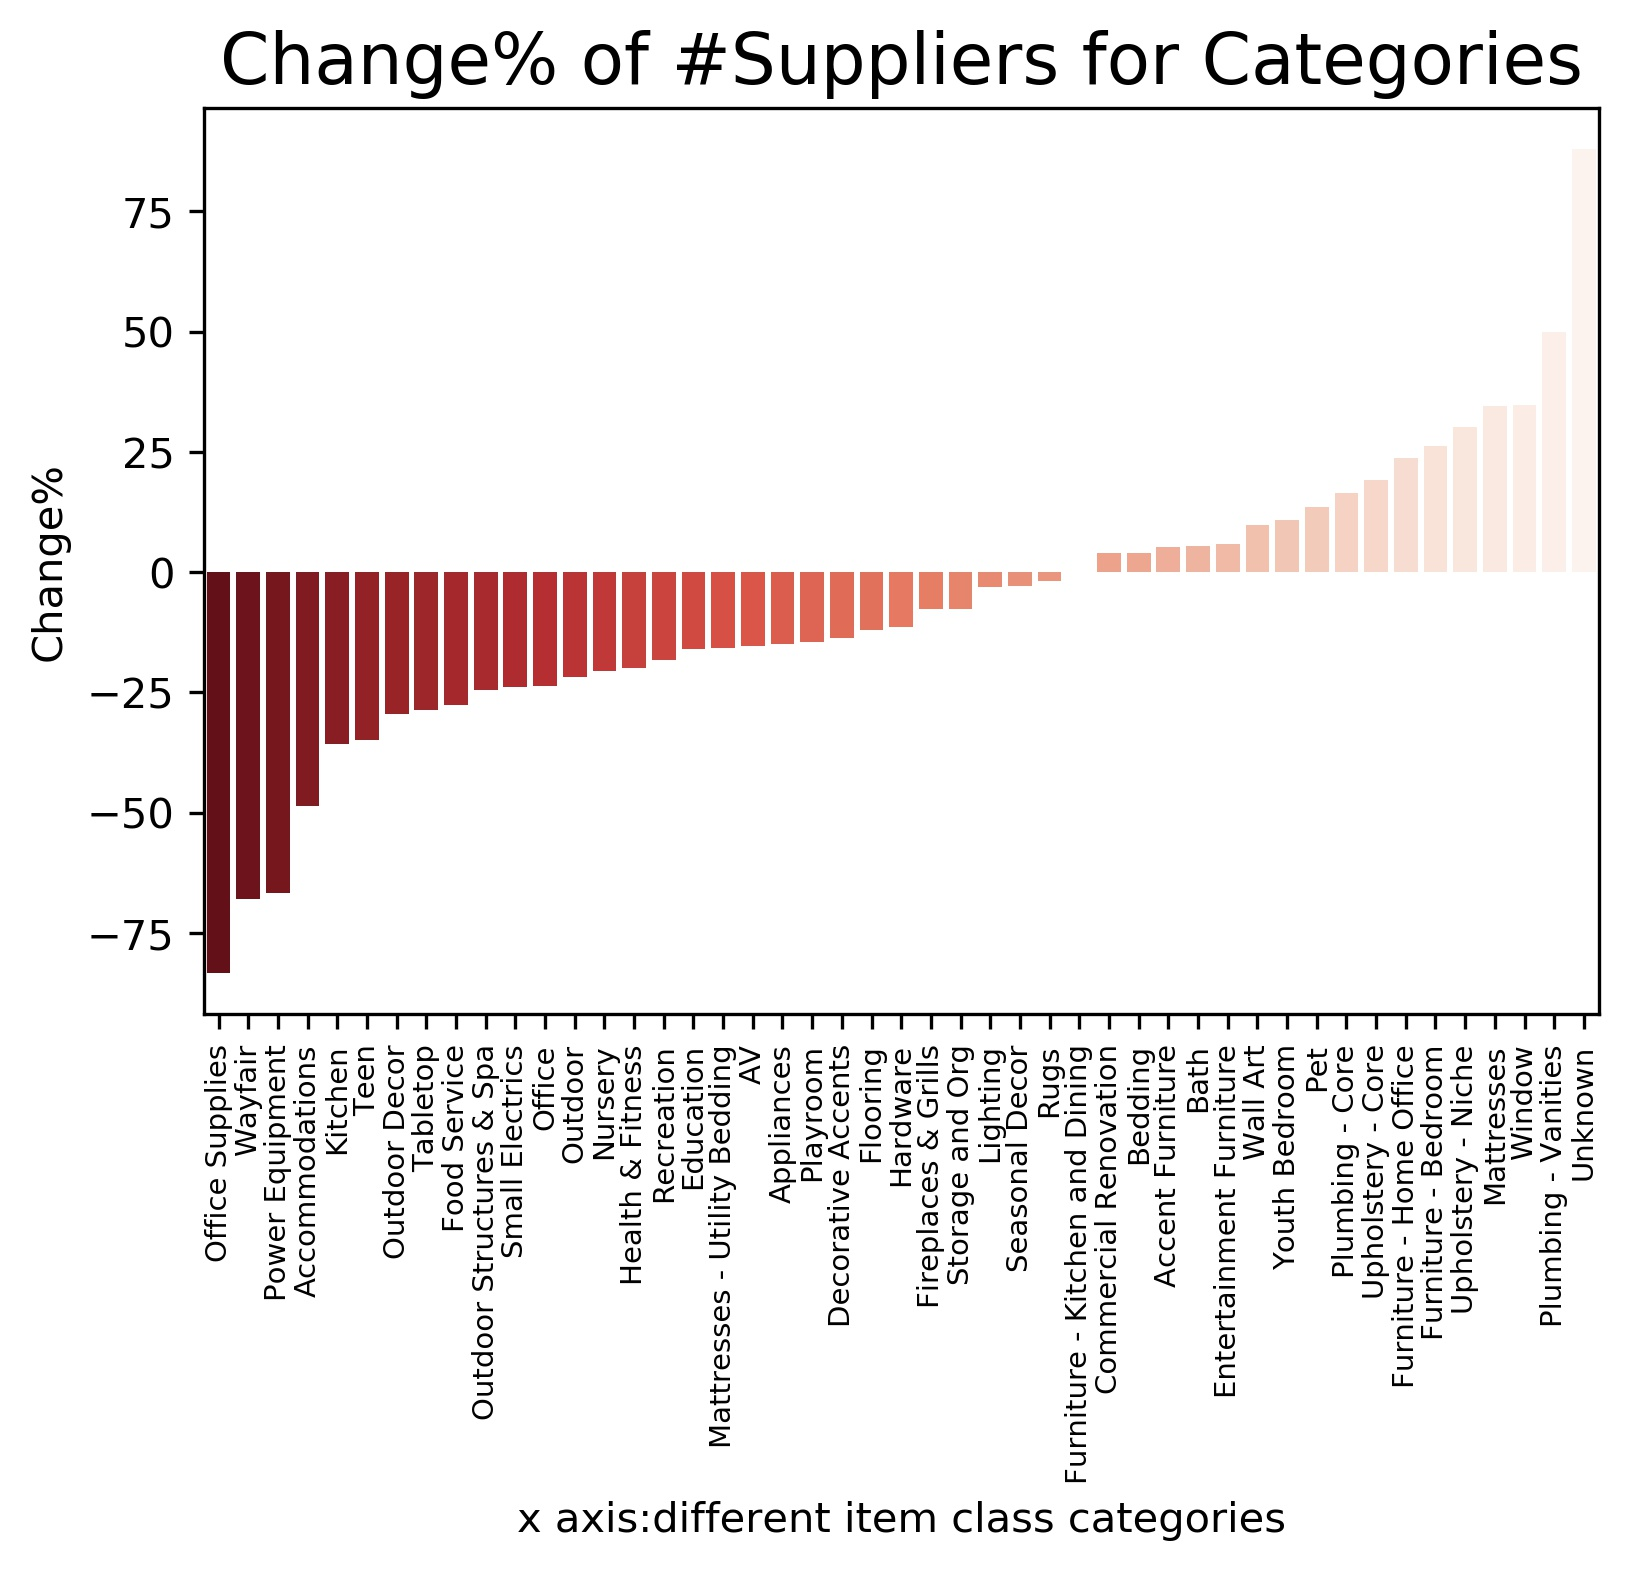 Change% of #Suppliers for Categories
Change%
75
50
25
0
−25
−50
−75
Office Supplies
Wayfair
Power Equipment
Accommodations
Kitchen
Teen
Outdoor Decor
Tabletop
Food Service
Outdoor Structures & Spa
Small Electrics
Office
Outdoor
Nursery
Health & Fitness
Recreation
Education
Mattresses - Utility Bedding
AV
Appliances
Playroom
Decorative Accents
Flooring
Hardware
Fireplaces & Grills
Storage and Org
Lighting
Seasonal Decor
Rugs
Furniture - Kitchen and Dining
Commercial Renovation
Bedding
Accent Furniture
Bath
Entertainment Furniture
Wall Art
Youth Bedroom
Pet
Plumbing - Core
Upholstery - Core
Furniture - Home Office
Furniture - Bedroom
Upholstery - Niche
Mattresses
Window
Plumbing - Vanities
Unknown
x axis:different item class categories